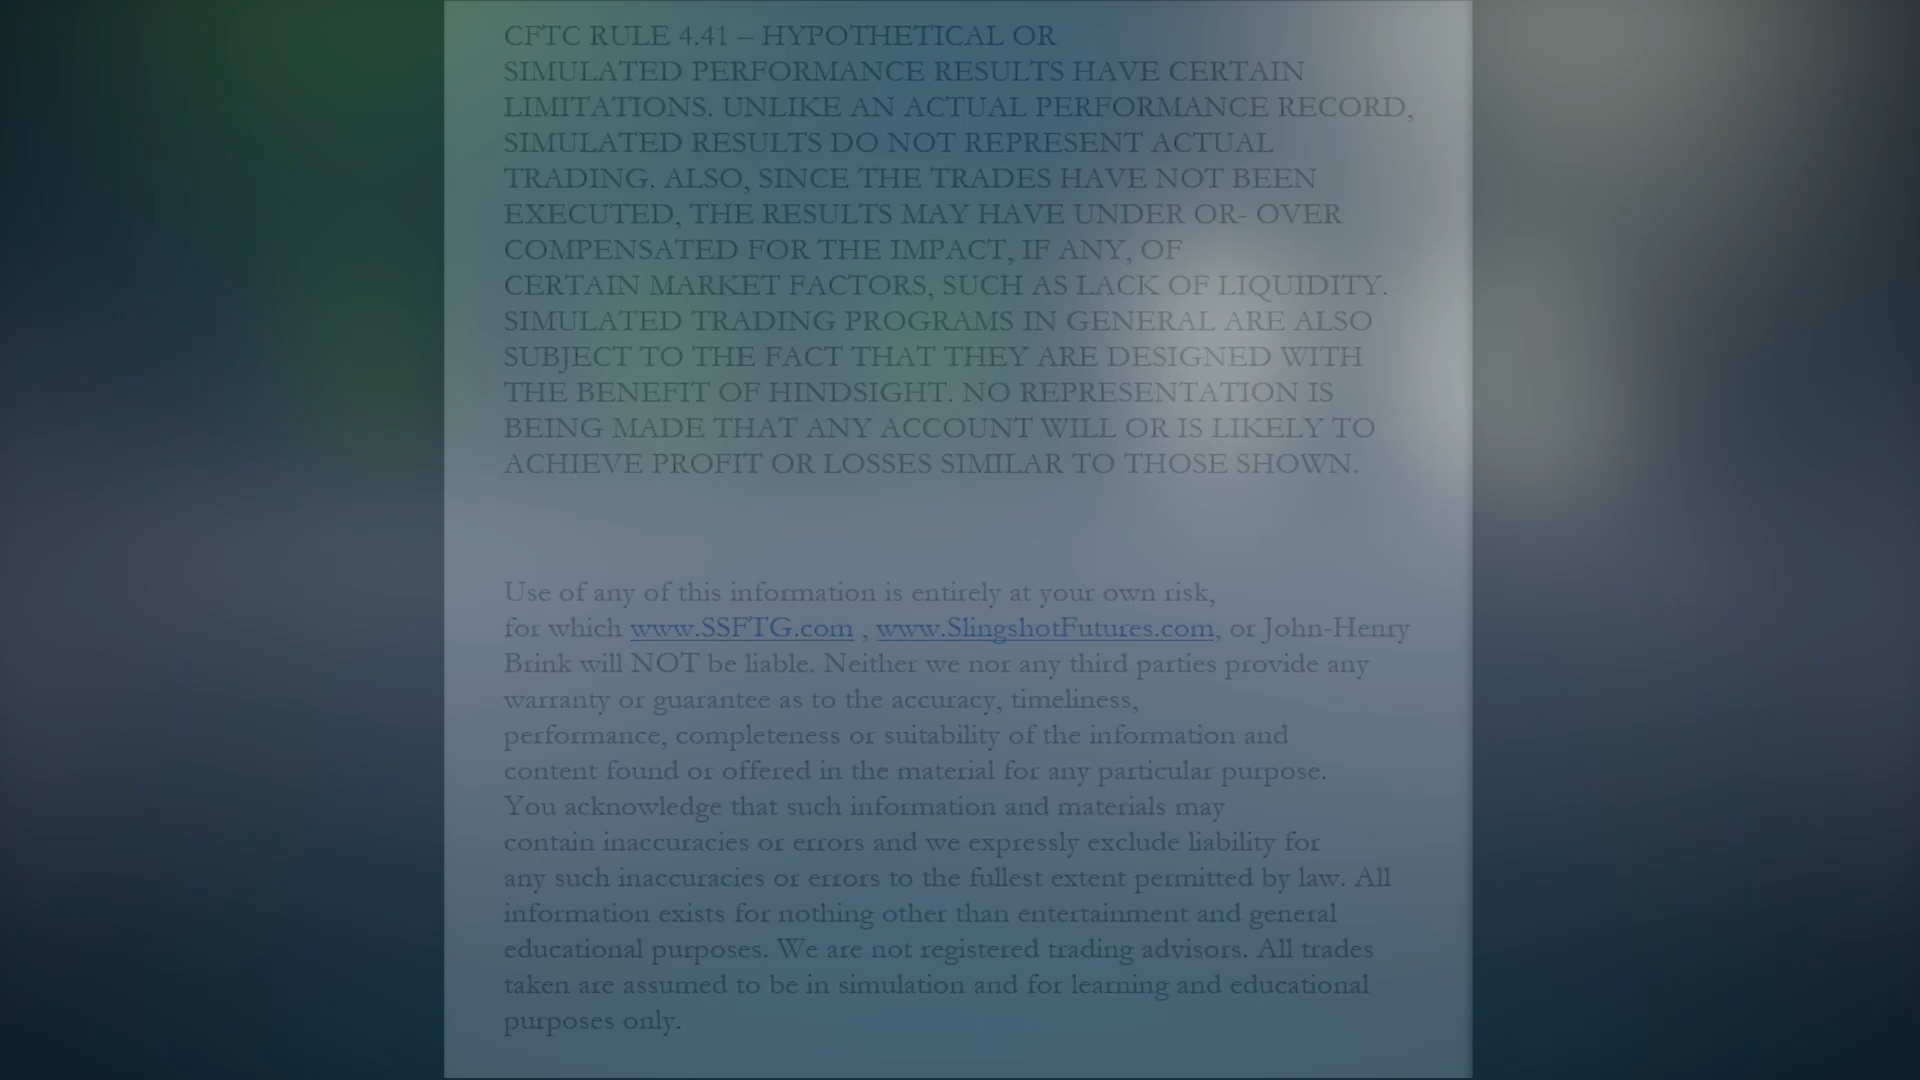 CFTC RULE 4.41 – HYPOTHETICAL OR
SIMULATED PERFORMANCE RESULTS HAVE CERTAIN
LIMITATIONS. UNLIKE AN ACTUAL PERFORMANCE RECORD,
SIMULATED RESULTS DO NOT REPRESENT ACTUAL
TRADING. ALSO, SINCE THE TRADES HAVE NOT BEEN
EXECUTED, THE RESULTS MAY HAVE UNDER OR- OVER
COMPENSATED FOR THE IMPACT, IF ANY, OF
CERTAIN MARKET FACTORS, SUCH AS LACK OF LIQUIDITY.
SIMULATED TRADING PROGRAMS IN GENERAL ARE ALSO
SUBJECT TO THE FACT THAT THEY ARE DESIGNED WITH
THE BENEFIT OF HINDSIGHT. NO REPRESENTATION IS
BEING MADE THAT ANY ACCOUNT WILL OR IS LIKELY TO
ACHIEVE PROFIT OR LOSSES SIMILAR TO THOSE SHOWN.
Use of any of this information is entirely at your own risk,
for which www.SSFTG.com , www.SlingshotFutures.com, or John-Henry
Brink will NOT be liable. Neither we nor any third parties provide any
warranty or guarantee as to the accuracy, timeliness,
performance, completeness or suitability of the information and
content found or offered in the material for any particular purpose.
You acknowledge that such information and materials may
contain inaccuracies or errors and we expressly exclude liability for
any such inaccuracies or errors to the fullest extent permitted by law. All
information exists for nothing other than entertainment and general
educational purposes. We are not registered trading advisors. All trades
taken are assumed to be in simulation and for learning and educational
purposes only.